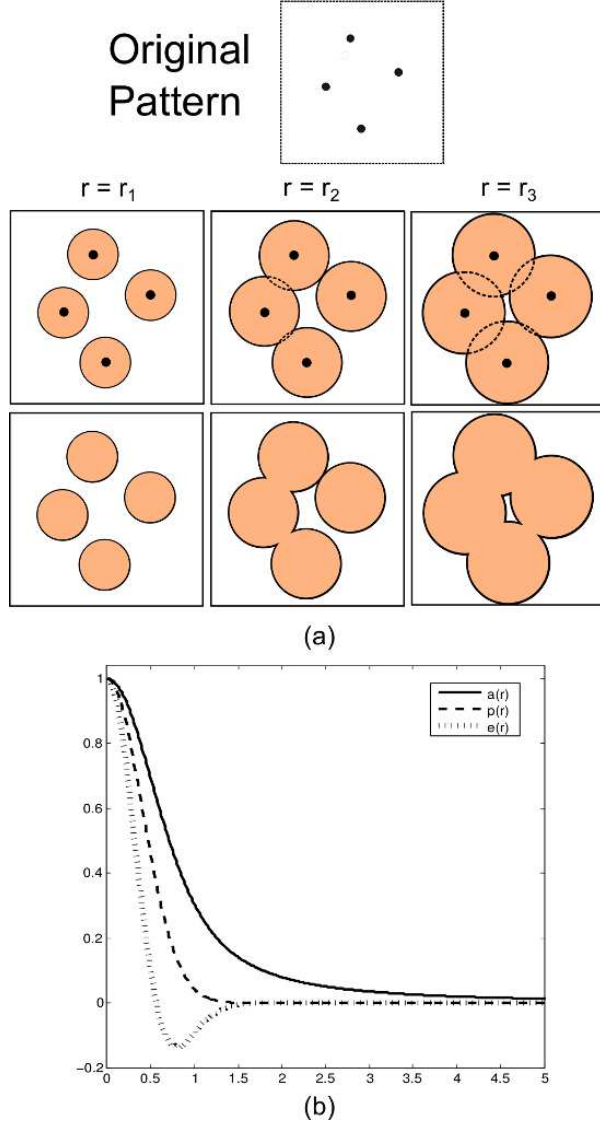 Original
Pattern
r = r₁ r = r₂ r = r₃
(a)
1
0.8
0.6
0.4
0.2
0
−0.2
a(r)
p(r)
e(r)
0 0.5 1 1.5 2 2.5 3 3.5 4 4.5 5
(b)